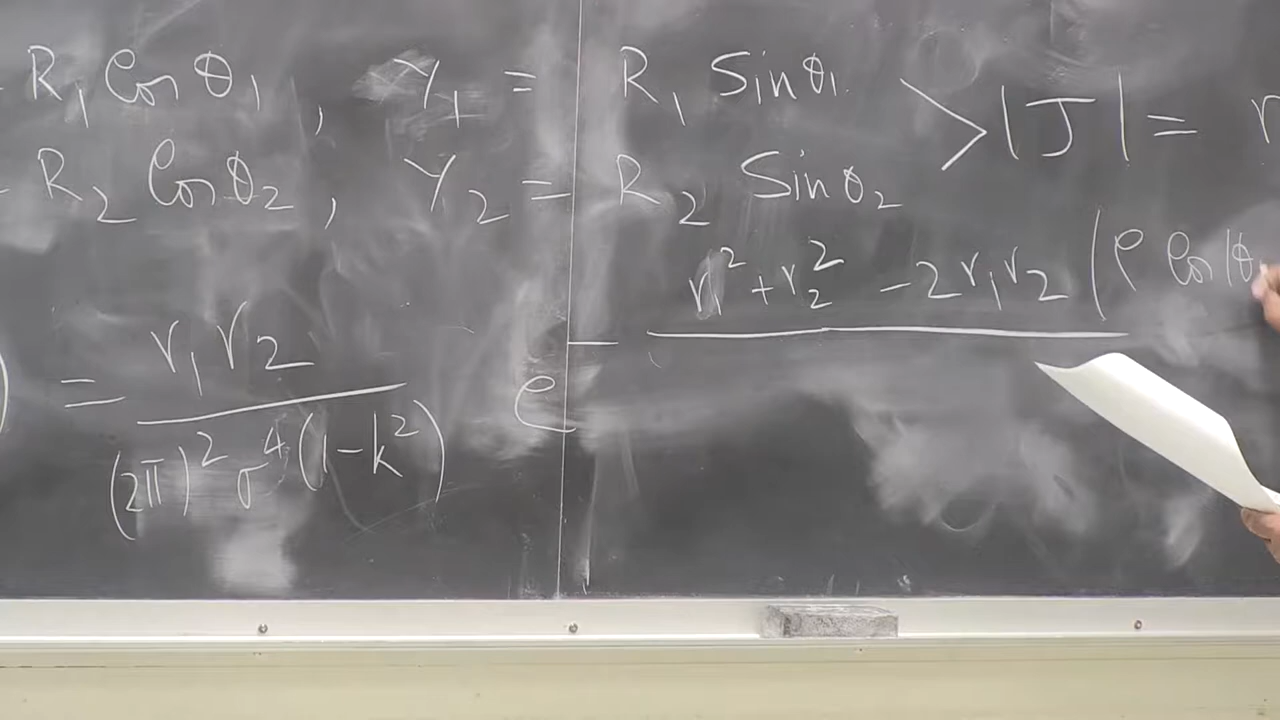 - R₁ Cos θ₁ , Y₁ = R₁ Sin θ₁ > |J| = r
- R₂ Cos θ₂ , Y₂ = R₂ Sin θ₂
r₁² + r₂² - 2 r₁ r₂ (ρ Cos(θ
) = r₁ r₂ / (2π)² σ⁴ (1-k²) e -